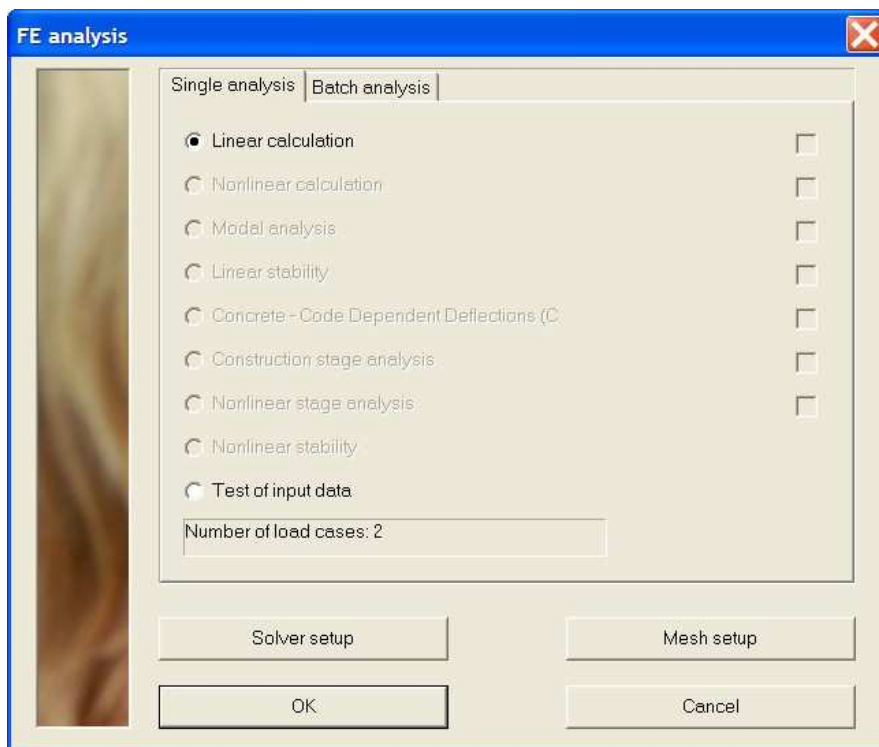 FE analysis
Single analysis
Batch analysis
Linear calculation
Nonlinear calculation
Modal analysis
Linear stability
Concrete - Code Dependent Deflections (C
Construction stage analysis
Nonlinear stage analysis
Nonlinear stability
Test of input data
Number of load cases: 2
Solver setup
Mesh setup
OK
Cancel